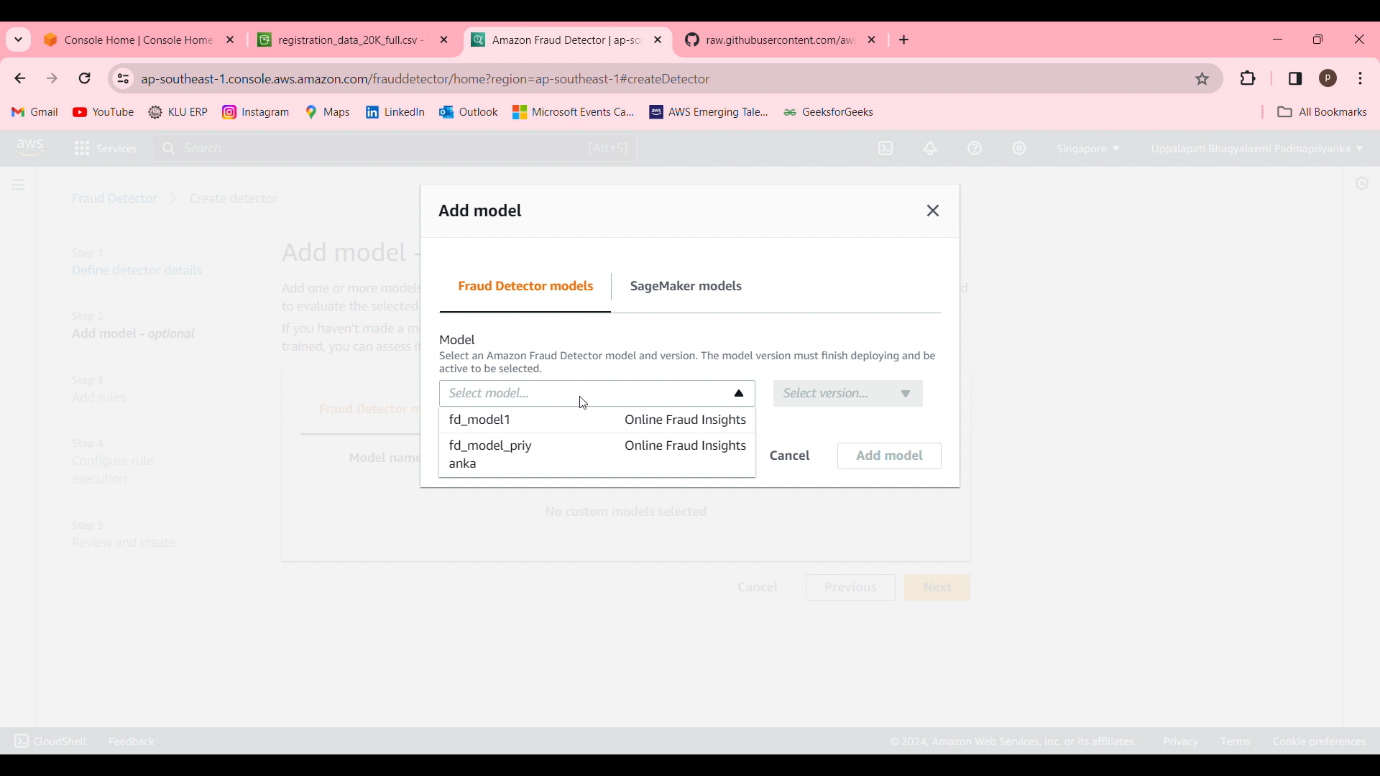 Console Home | Console Home
registration_data_20K_full.csv -
Amazon Fraud Detector | ap-so
raw.githubusercontent.com/aws
ap-southeast-1.console.aws.amazon.com/frauddetector/home?region=ap-southeast-1#createDetector
P
Gmail YouTube KLU ERP Instagram Maps LinkedIn Outlook Microsoft Events Ca... AWS Emerging Tale... GeeksforGeeks All Bookmarks
aws Services Search [Alt+S] Singapore Uppalapati Bhagyalaxmi Padmapriyanka
Fraud Detector Create detector
Step 1
Define detector details
Step 2
Add model - optional
Step 3
Add rules
Step 4
Configure rule
execution
Step 5
Review and create
Add model -
Add one or more models
to evaluate the selected
If you haven't made a m
trained, you can assess i
Fraud Detector m
Model name
No custom models selected
Cancel Previous Next
Add model
Fraud Detector models SageMaker models
Model
Select an Amazon Fraud Detector model and version. The model version must finish deploying and be
active to be selected.
Select model... Select version...
fd_model1 Online Fraud Insights
fd_model_priy Online Fraud Insights
anka
Cancel Add model
CloudShell Feedback © 2024, Amazon Web Services, Inc. or its affiliates. Privacy Terms Cookie preferences